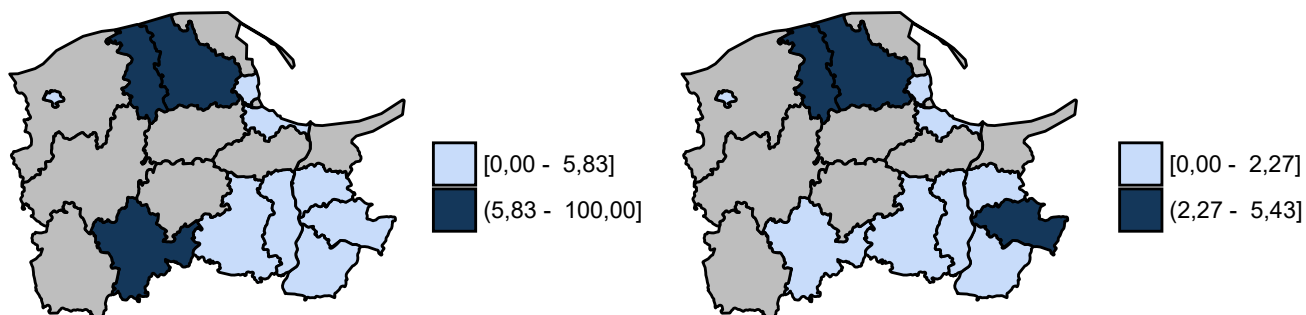 [0,00 - 5,83]
(5,83 - 100,00]
[0,00 - 2,27]
(2,27 - 5,43]